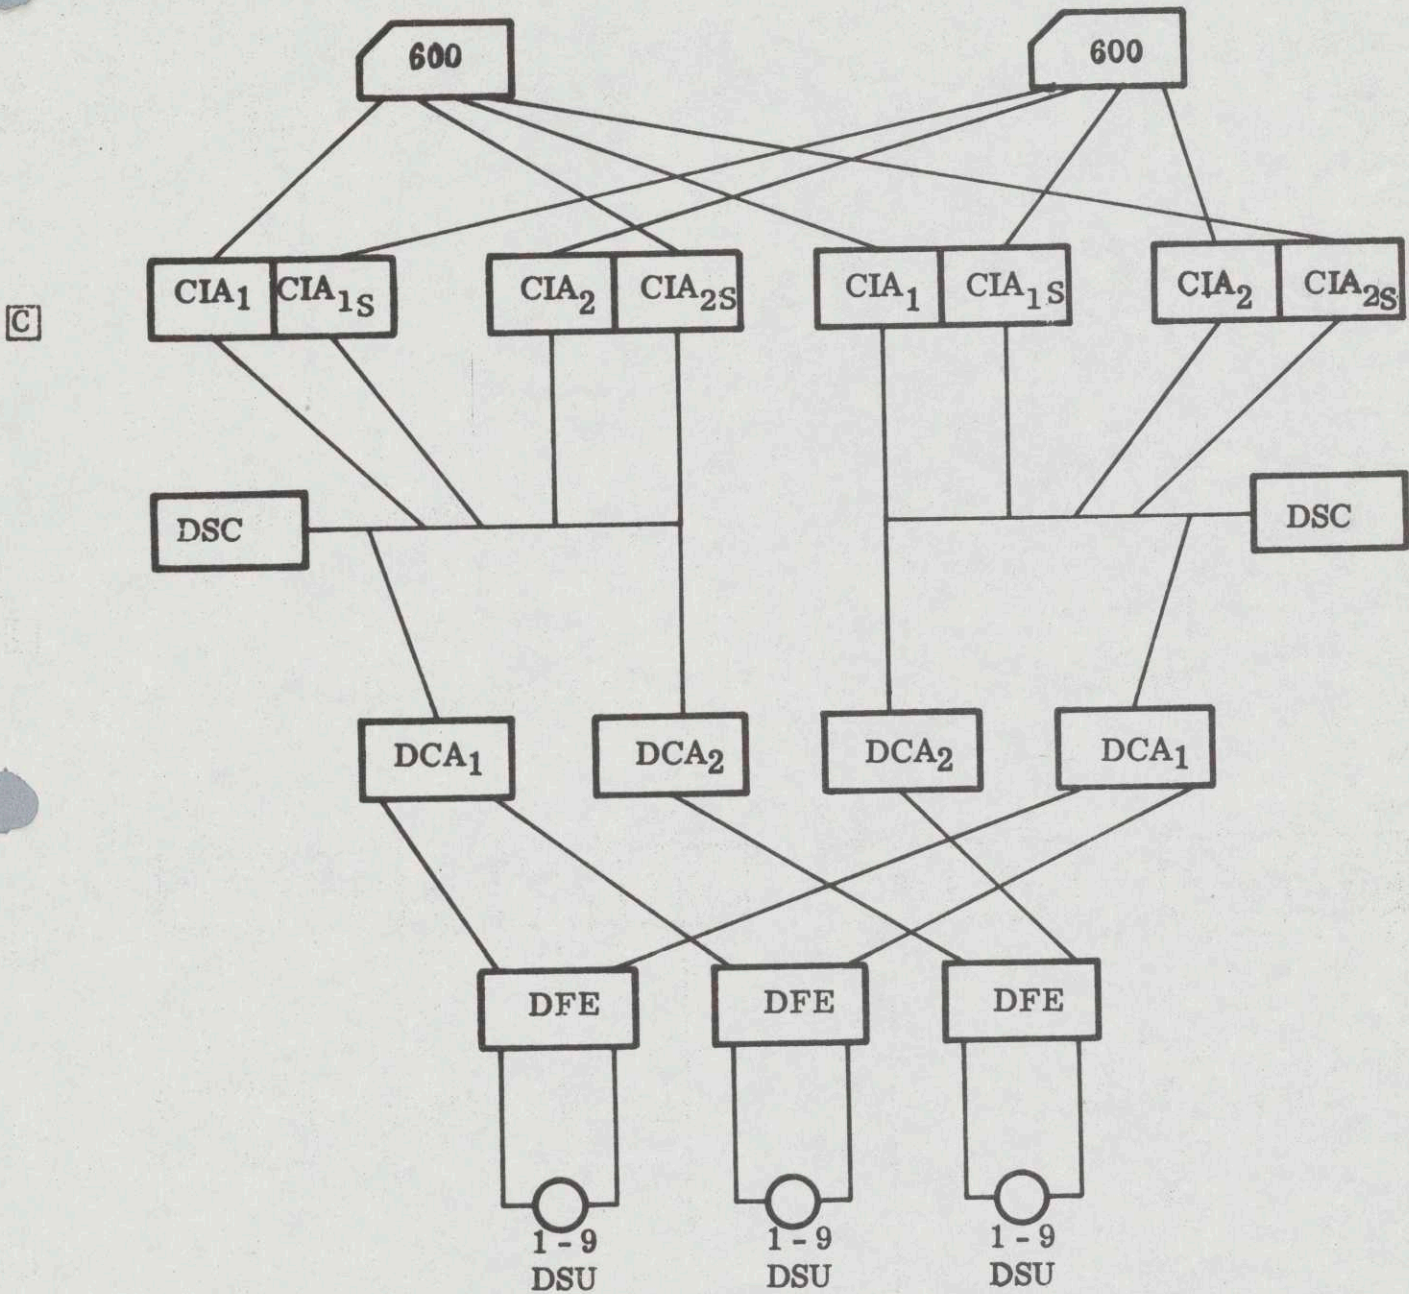 600 600
CIA₁ CIA₁S CIA₂ CIA₂S CIA₁ CIA₁S CIA₂ CIA₂S
C
DSC DSC
DCA₁ DCA₂ DCA₂ DCA₁
DFE DFE DFE
1 - 9 1 - 9 1 - 9
DSU DSU DSU